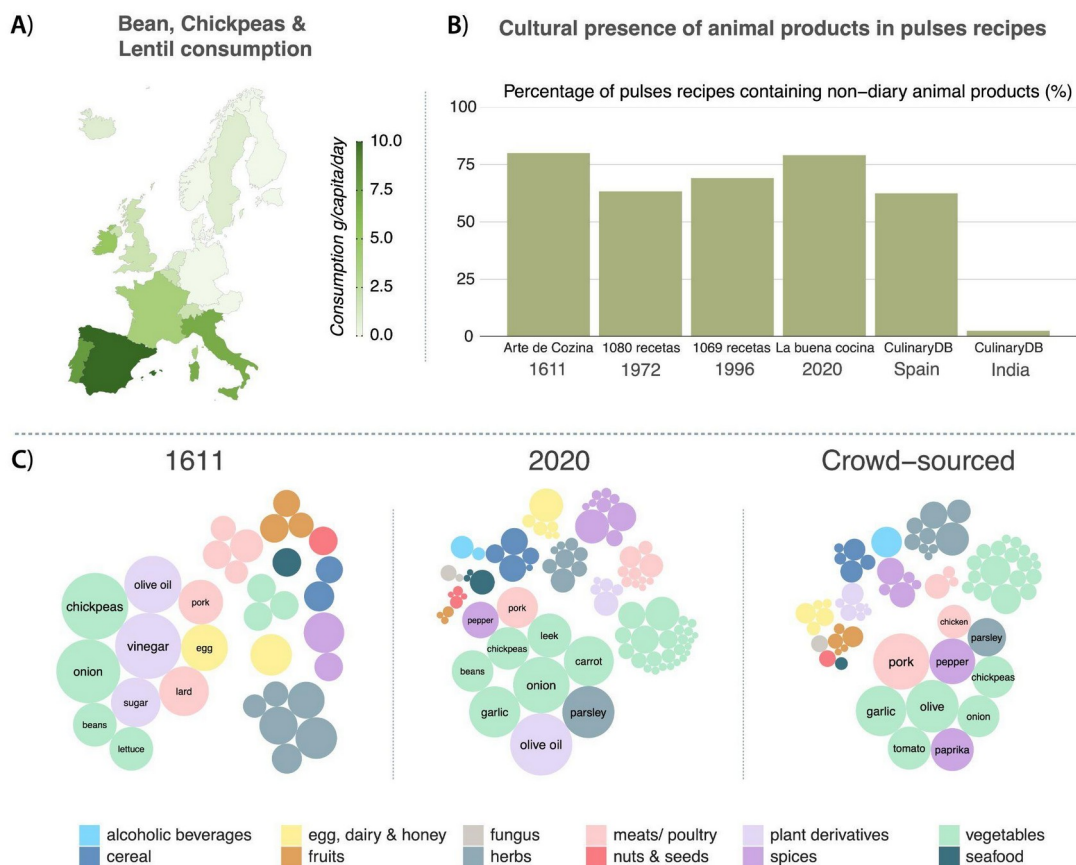 A)
Bean, Chickpeas &
Lentil consumption
Consumption g/capita/day
10.0
7.5
5.0
2.5
0.0
B)
Cultural presence of animal products in pulses recipes
Percentage of pulses recipes containing non-diary animal products (%)
100
75
50
25
0
Arte de Cozina 1080 recetas 1069 recetas La buena cocina CulinaryDB CulinaryDB
1611 1972 1996 2020 Spain India
C)
1611
olive oil
chickpeas
pork
vinegar
egg
onion
lard
sugar
beans
lettuce
2020
pork
pepper
leek
chickpeas
carrot
beans
onion
garlic
parsley
olive oil
Crowd-sourced
chicken
parsley
pork
pepper
chickpeas
olive
garlic
onion
tomato
paprika
alcoholic beverages egg, dairy & honey fungus meats/ poultry plant derivatives vegetables
cereal fruits herbs nuts & seeds spices seafood